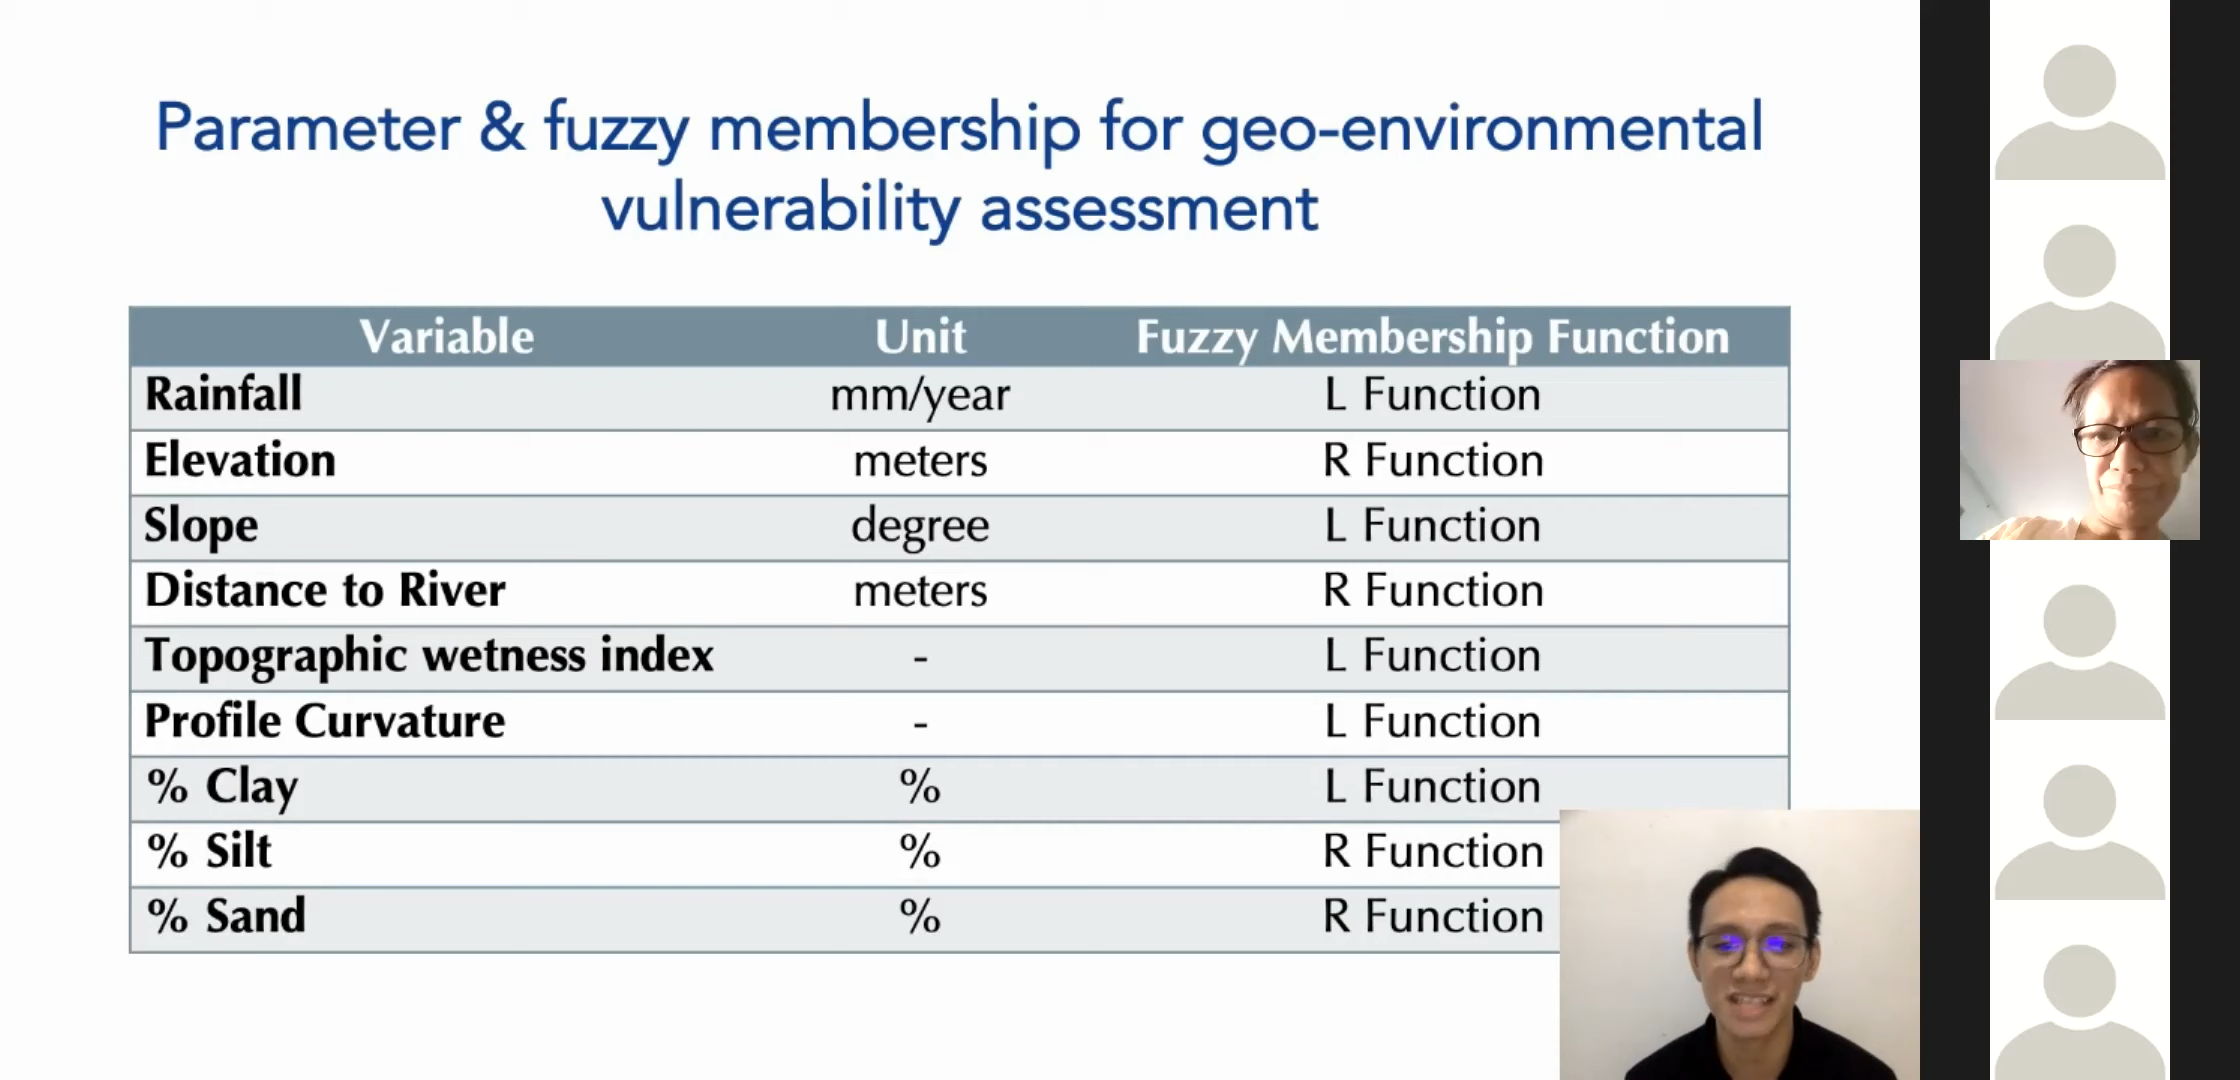 Parameter & fuzzy membership for geo-environmental
vulnerability assessment
Variable Unit Fuzzy Membership Function
Rainfall mm/year L Function
Elevation meters R Function
Slope degree L Function
Distance to River meters R Function
Topographic wetness index - L Function
Profile Curvature - L Function
% Clay % L Function
% Silt % R Function
% Sand % R Function